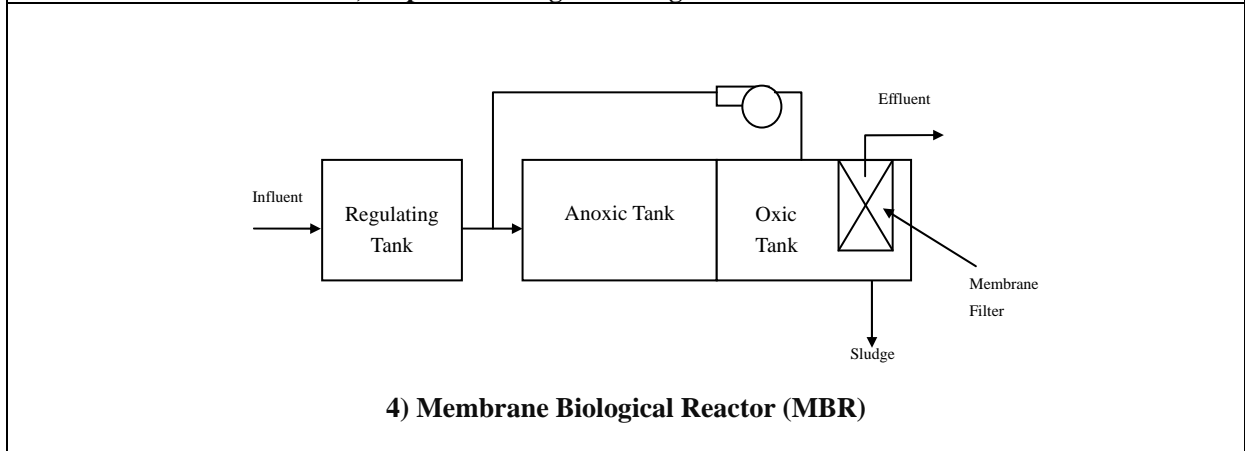 Effluent
Influent
Regulating
Tank
Anoxic Tank
Oxic
Tank
Membrane
Filter
Sludge
4) Membrane Biological Reactor (MBR)